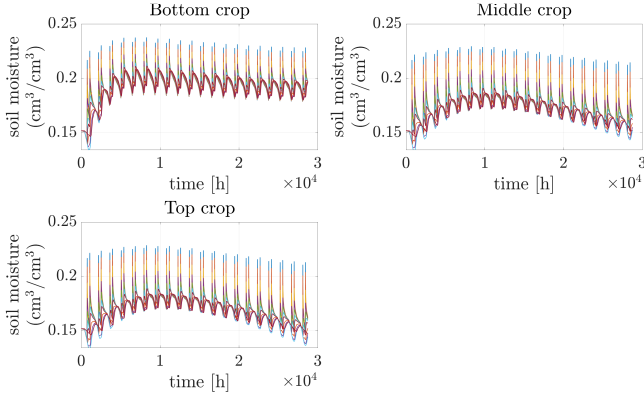 Bottom crop
soil moisture
(cm³/cm³)
0.25
0.2
0.15
0
1
2
3
×10⁴
time [h]
Middle crop
soil moisture
(cm³/cm³)
0.25
0.2
0.15
0
1
2
3
×10⁴
time [h]
Top crop
soil moisture
(cm³/cm³)
0.25
0.2
0.15
0
1
2
3
×10⁴
time [h]